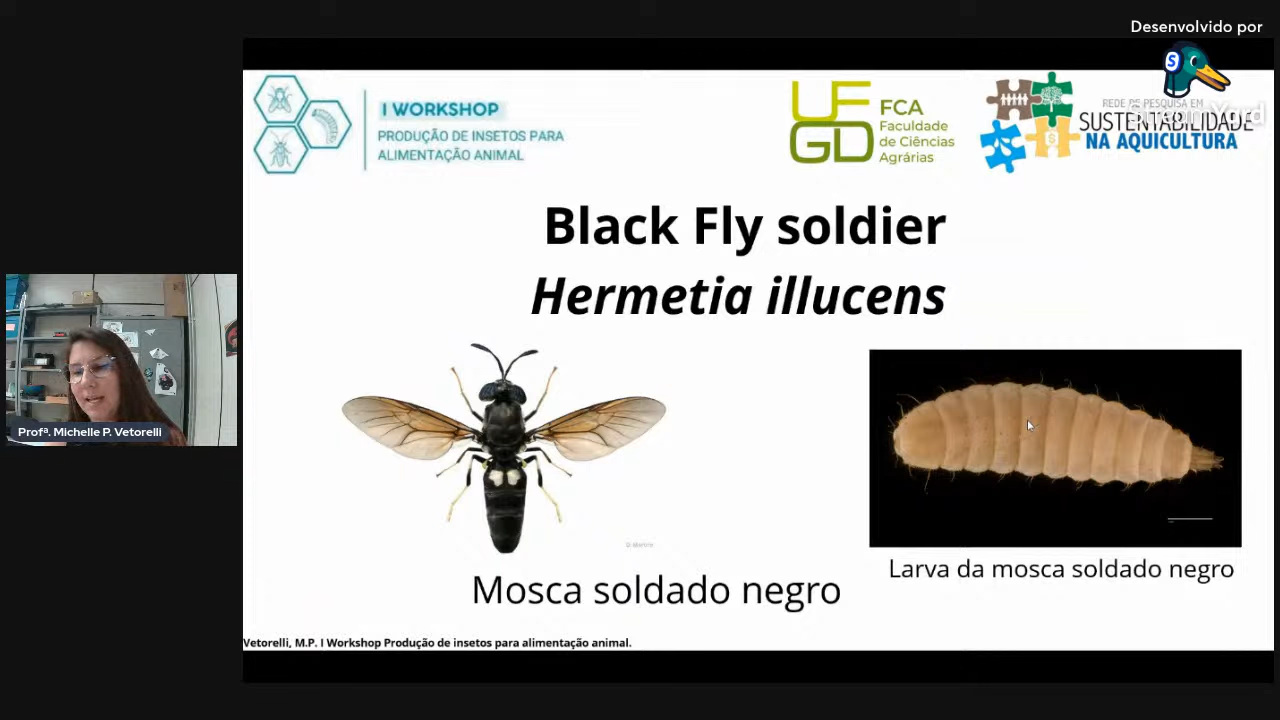 Desenvolvido por
S
StreamYard
I WORKSHOP
PRODUÇÃO DE INSETOS PARA
ALIMENTAÇÃO ANIMAL
UF
GD
FCA
Faculdade
de Ciências
Agrárias
REDE DE PESQUISA EM
SUSTENTABILIDADE
NA AQUICULTURA
Black Fly soldier
Hermetia illucens
Profª. Michelle P. Vetorelli
Mosca soldado negro
Larva da mosca soldado negro
Vetorelli, M.P. I Workshop Produção de insetos para alimentação animal.